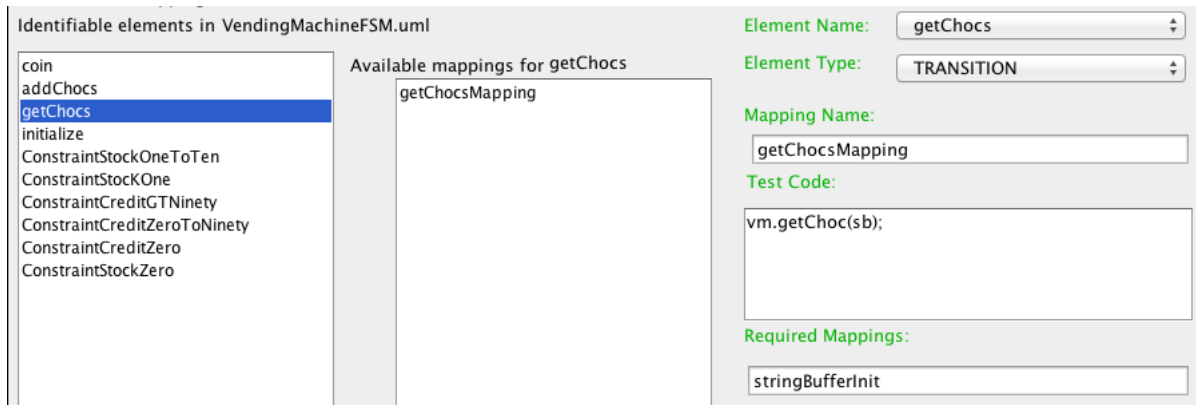 Identifiable elements in VendingMachineFSM.uml
coin
addChocs
getChocs
initialize
ConstraintStockOneToTen
ConstraintStocKOne
ConstraintCreditGTNinety
ConstraintCreditZeroToNinety
ConstraintCreditZero
ConstraintStockZero
Available mappings for getChocs
getChocsMapping
Element Name: getChocs
Element Type: TRANSITION
Mapping Name:
getChocsMapping
Test Code:
vm.getChoc(sb);
Required Mappings:
stringBufferInit